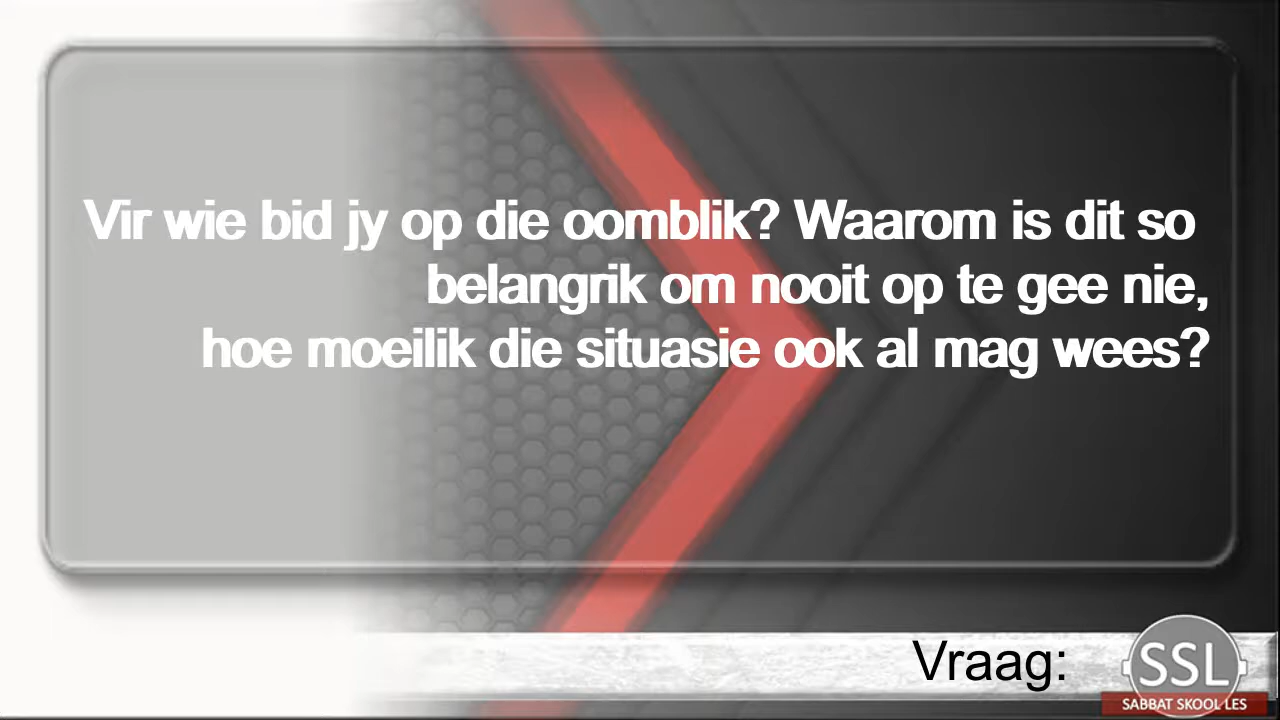 Vir wie bid jy op die oomblik? Waarom is dit so
belangrik om nooit op te gee nie,
hoe moeilik die situasie ook al mag wees?
Vraag:
SSL
SABBAT SKOOL LES